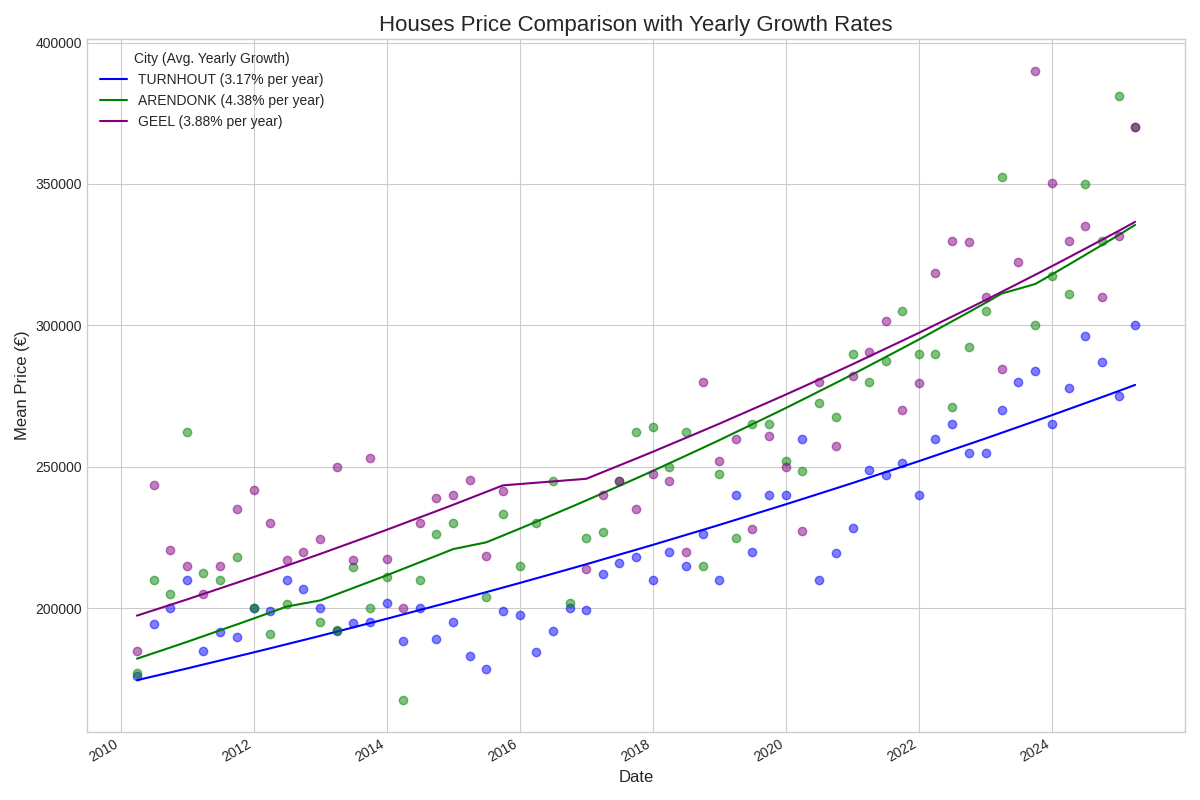 Houses Price Comparison with Yearly Growth Rates
City (Avg. Yearly Growth)
TURNHOUT (3.17% per year)
ARENDONK (4.38% per year)
GEEL (3.88% per year)
Mean Price (€)
400000
350000
300000
250000
200000
2010
2012
2014
2016
2018
2020
2022
2024
Date